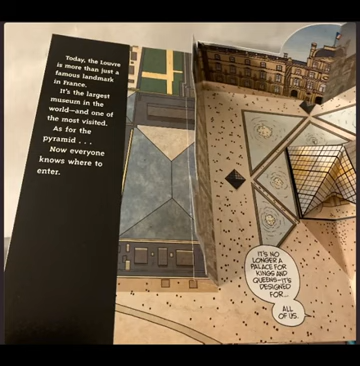 Today, the Louvre
is more than just a
famous landmark
in France.
It's the largest
museum in the
world—and one of
the most visited.
As for the
pyramid . . .
Now everyone
knows where to
enter.
IT'S NO
LONGER A
PALACE FOR
KINGS AND
QUEENS—IT'S
DESIGNED
FOR...
ALL
OF US.